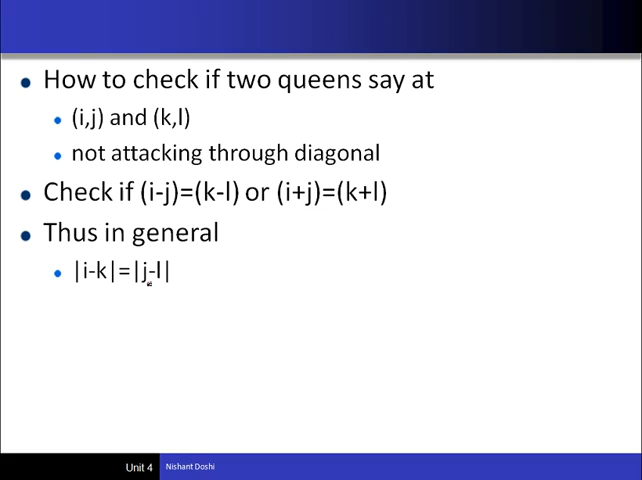 How to check if two queens say at
(i,j) and (k,l)
not attacking through diagonal
Check if (i-j)=(k-l) or (i+j)=(k+l)
Thus in general
|i-k|=|j-l|
Unit 4
Nishant Doshi